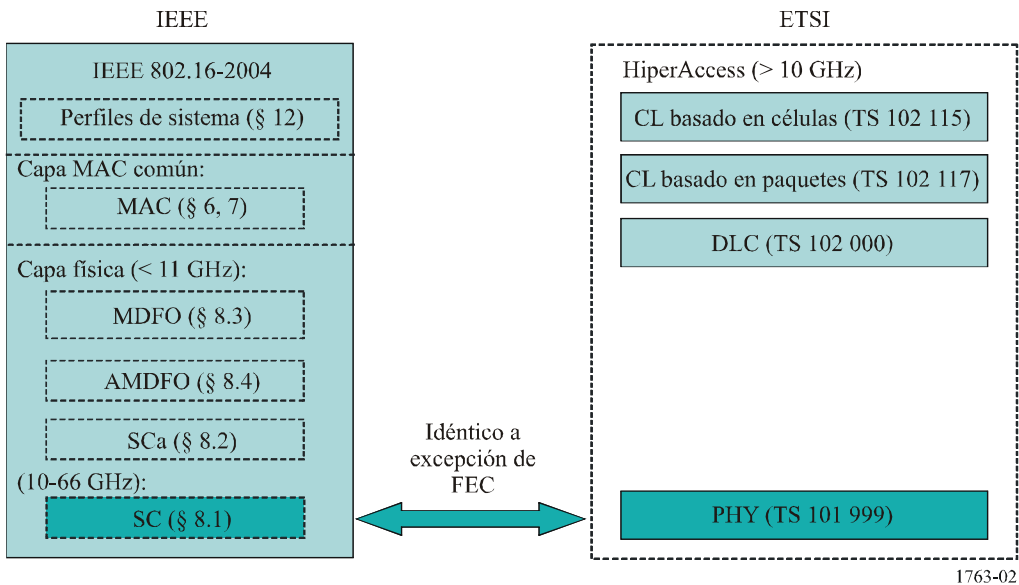 IEEE
IEEE 802.16-2004
Perfiles de sistema (§ 12)
Capa MAC común:
MAC (§ 6, 7)
Capa física (< 11 GHz):
MDFO (§ 8.3)
AMDFO (§ 8.4)
SCa (§ 8.2)
(10-66 GHz):
SC (§ 8.1)
Idéntico a
excepción de
FEC
ETSI
HiperAccess (> 10 GHz)
CL basado en células (TS 102 115)
CL basado en paquetes (TS 102 117)
DLC (TS 102 000)
PHY (TS 101 999)
1763-02